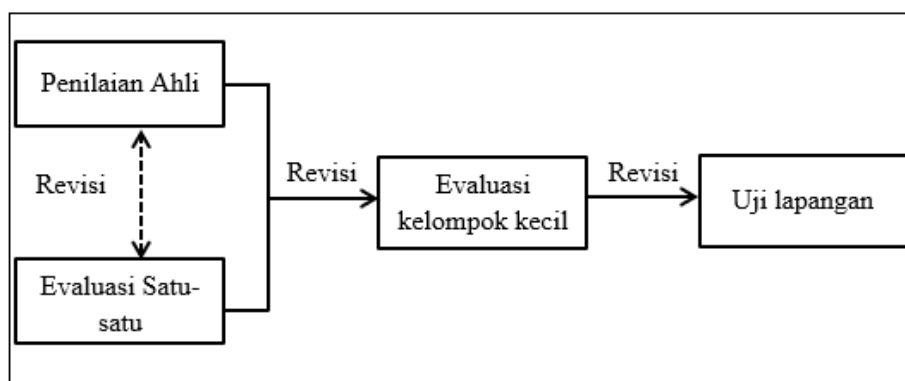 Penilaian Ahli
Revisi
Evaluasi Satu-
satu
Revisi
Evaluasi
kelompok kecil
Revisi
Uji lapangan